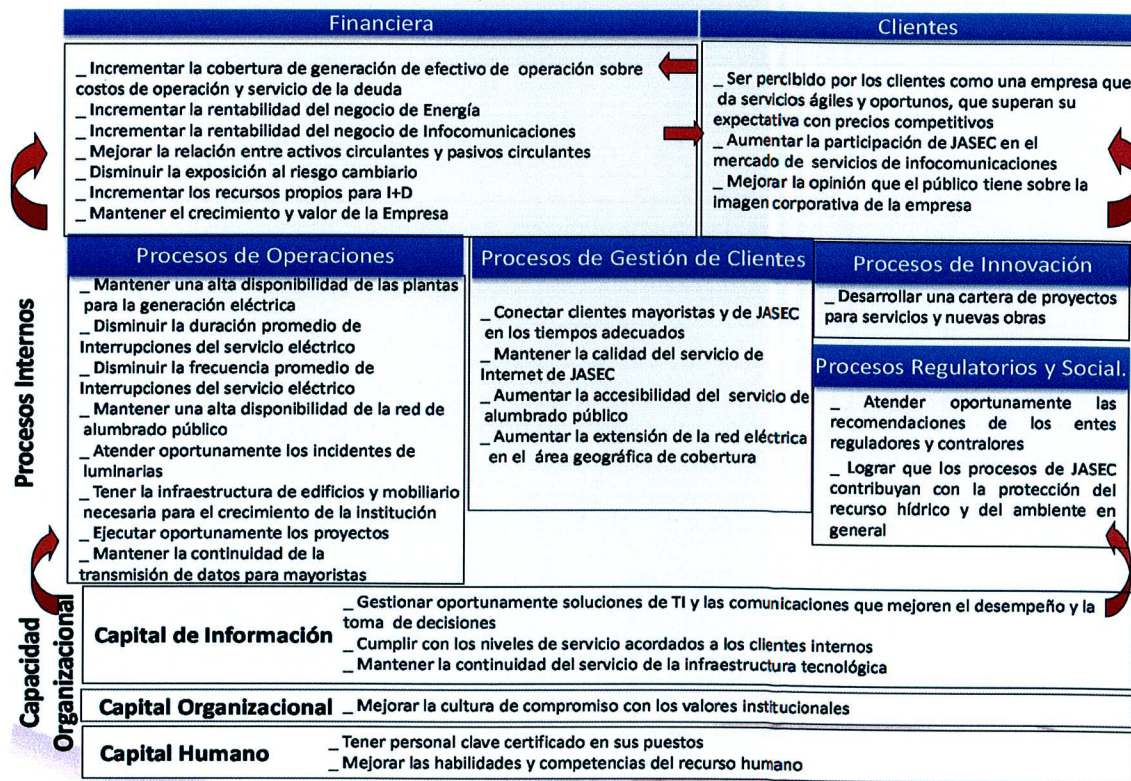 Financiera
_ Incrementar la cobertura de generación de efectivo de operación sobre
costos de operación y servicio de la deuda
_ Incrementar la rentabilidad del negocio de Energía
_ Incrementar la rentabilidad del negocio de Infocomunicaciones
_ Mejorar la relación entre activos circulantes y pasivos circulantes
_ Disminuir la exposición al riesgo cambiario
_ Incrementar los recursos propios para I+D
_ Mantener el crecimiento y valor de la Empresa
Clientes
_ Ser percibido por los clientes como una empresa que
da servicios ágiles y oportunos, que superan su
expectativa con precios competitivos
_ Aumentar la participación de JASEC en el
mercado de servicios de infocomunicaciones
_ Mejorar la opinión que el público tiene sobre la
imagen corporativa de la empresa
Procesos Internos
Procesos de Operaciones
_ Mantener una alta disponibilidad de las plantas
para la generación eléctrica
_ Disminuir la duración promedio de
Interrupciones del servicio eléctrico
_ Disminuir la frecuencia promedio de
Interrupciones del servicio eléctrico
_ Mantener una alta disponibilidad de la red de
alumbrado público
_ Atender oportunamente los incidentes de
luminarias
_ Tener la infraestructura de edificios y mobiliario
necesaria para el crecimiento de la institución
_ Ejecutar oportunamente los proyectos
_ Mantener la continuidad de la
transmisión de datos para mayoristas
Procesos de Gestión de Clientes
_ Conectar clientes mayoristas y de JASEC
en los tiempos adecuados
_ Mantener la calidad del servicio de
Internet de JASEC
_ Aumentar la accesibilidad del servicio de
alumbrado público
_ Aumentar la extensión de la red eléctrica
en el área geográfica de cobertura
Procesos de Innovación
_ Desarrollar una cartera de proyectos
para servicios y nuevas obras
Procesos Regulatorios y Social.
_ Atender oportunamente las
recomendaciones de los entes
reguladores y contralores
_ Lograr que los procesos de JASEC
contribuyan con la protección del
recurso hídrico y del ambiente en
general
Capacidad
Organizacional
Capital de Información
_ Gestionar oportunamente soluciones de TI y las comunicaciones que mejoren el desempeño y la
toma de decisiones
_ Cumplir con los niveles de servicio acordados a los clientes internos
_ Mantener la continuidad del servicio de la infraestructura tecnológica
Capital Organizacional
_ Mejorar la cultura de compromiso con los valores institucionales
Capital Humano
_ Tener personal clave certificado en sus puestos
_ Mejorar las habilidades y competencias del recurso humano